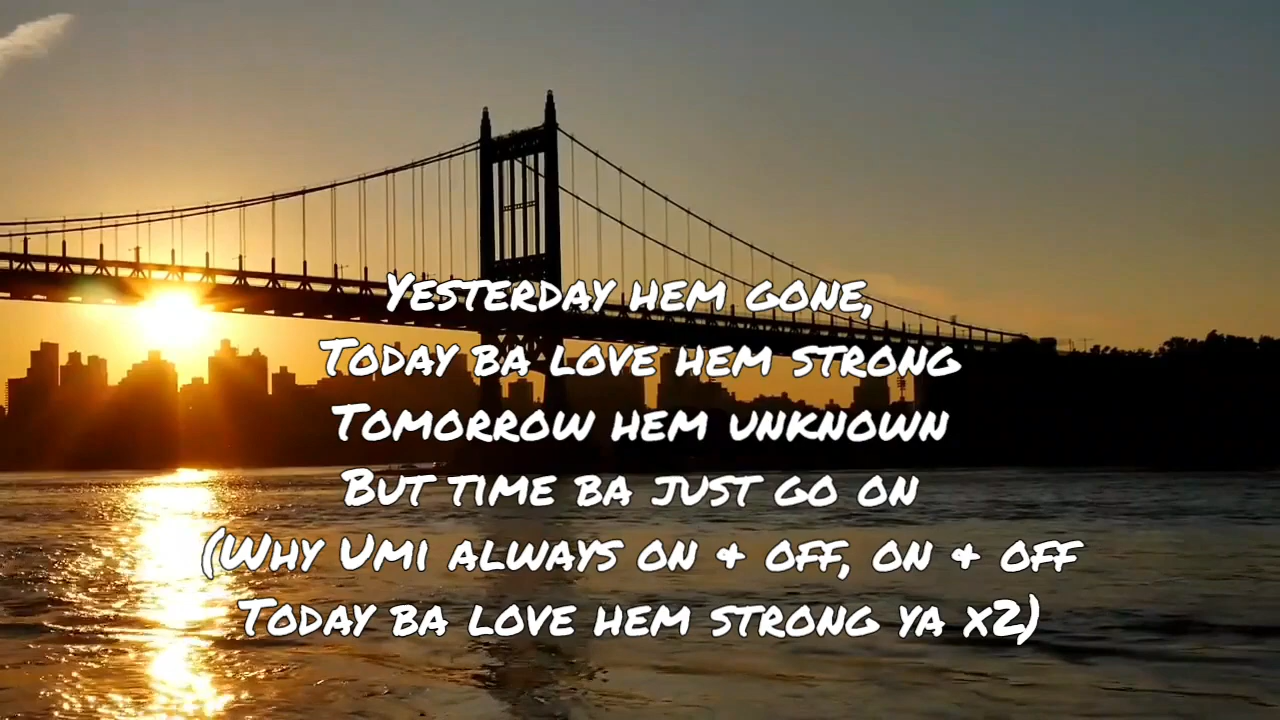 Yesterday hem gone,
Today ba love hem strong
Tomorrow hem unknown
But time ba just go on
(Why Umi always on & off, on & off
Today ba love hem strong ya x2)